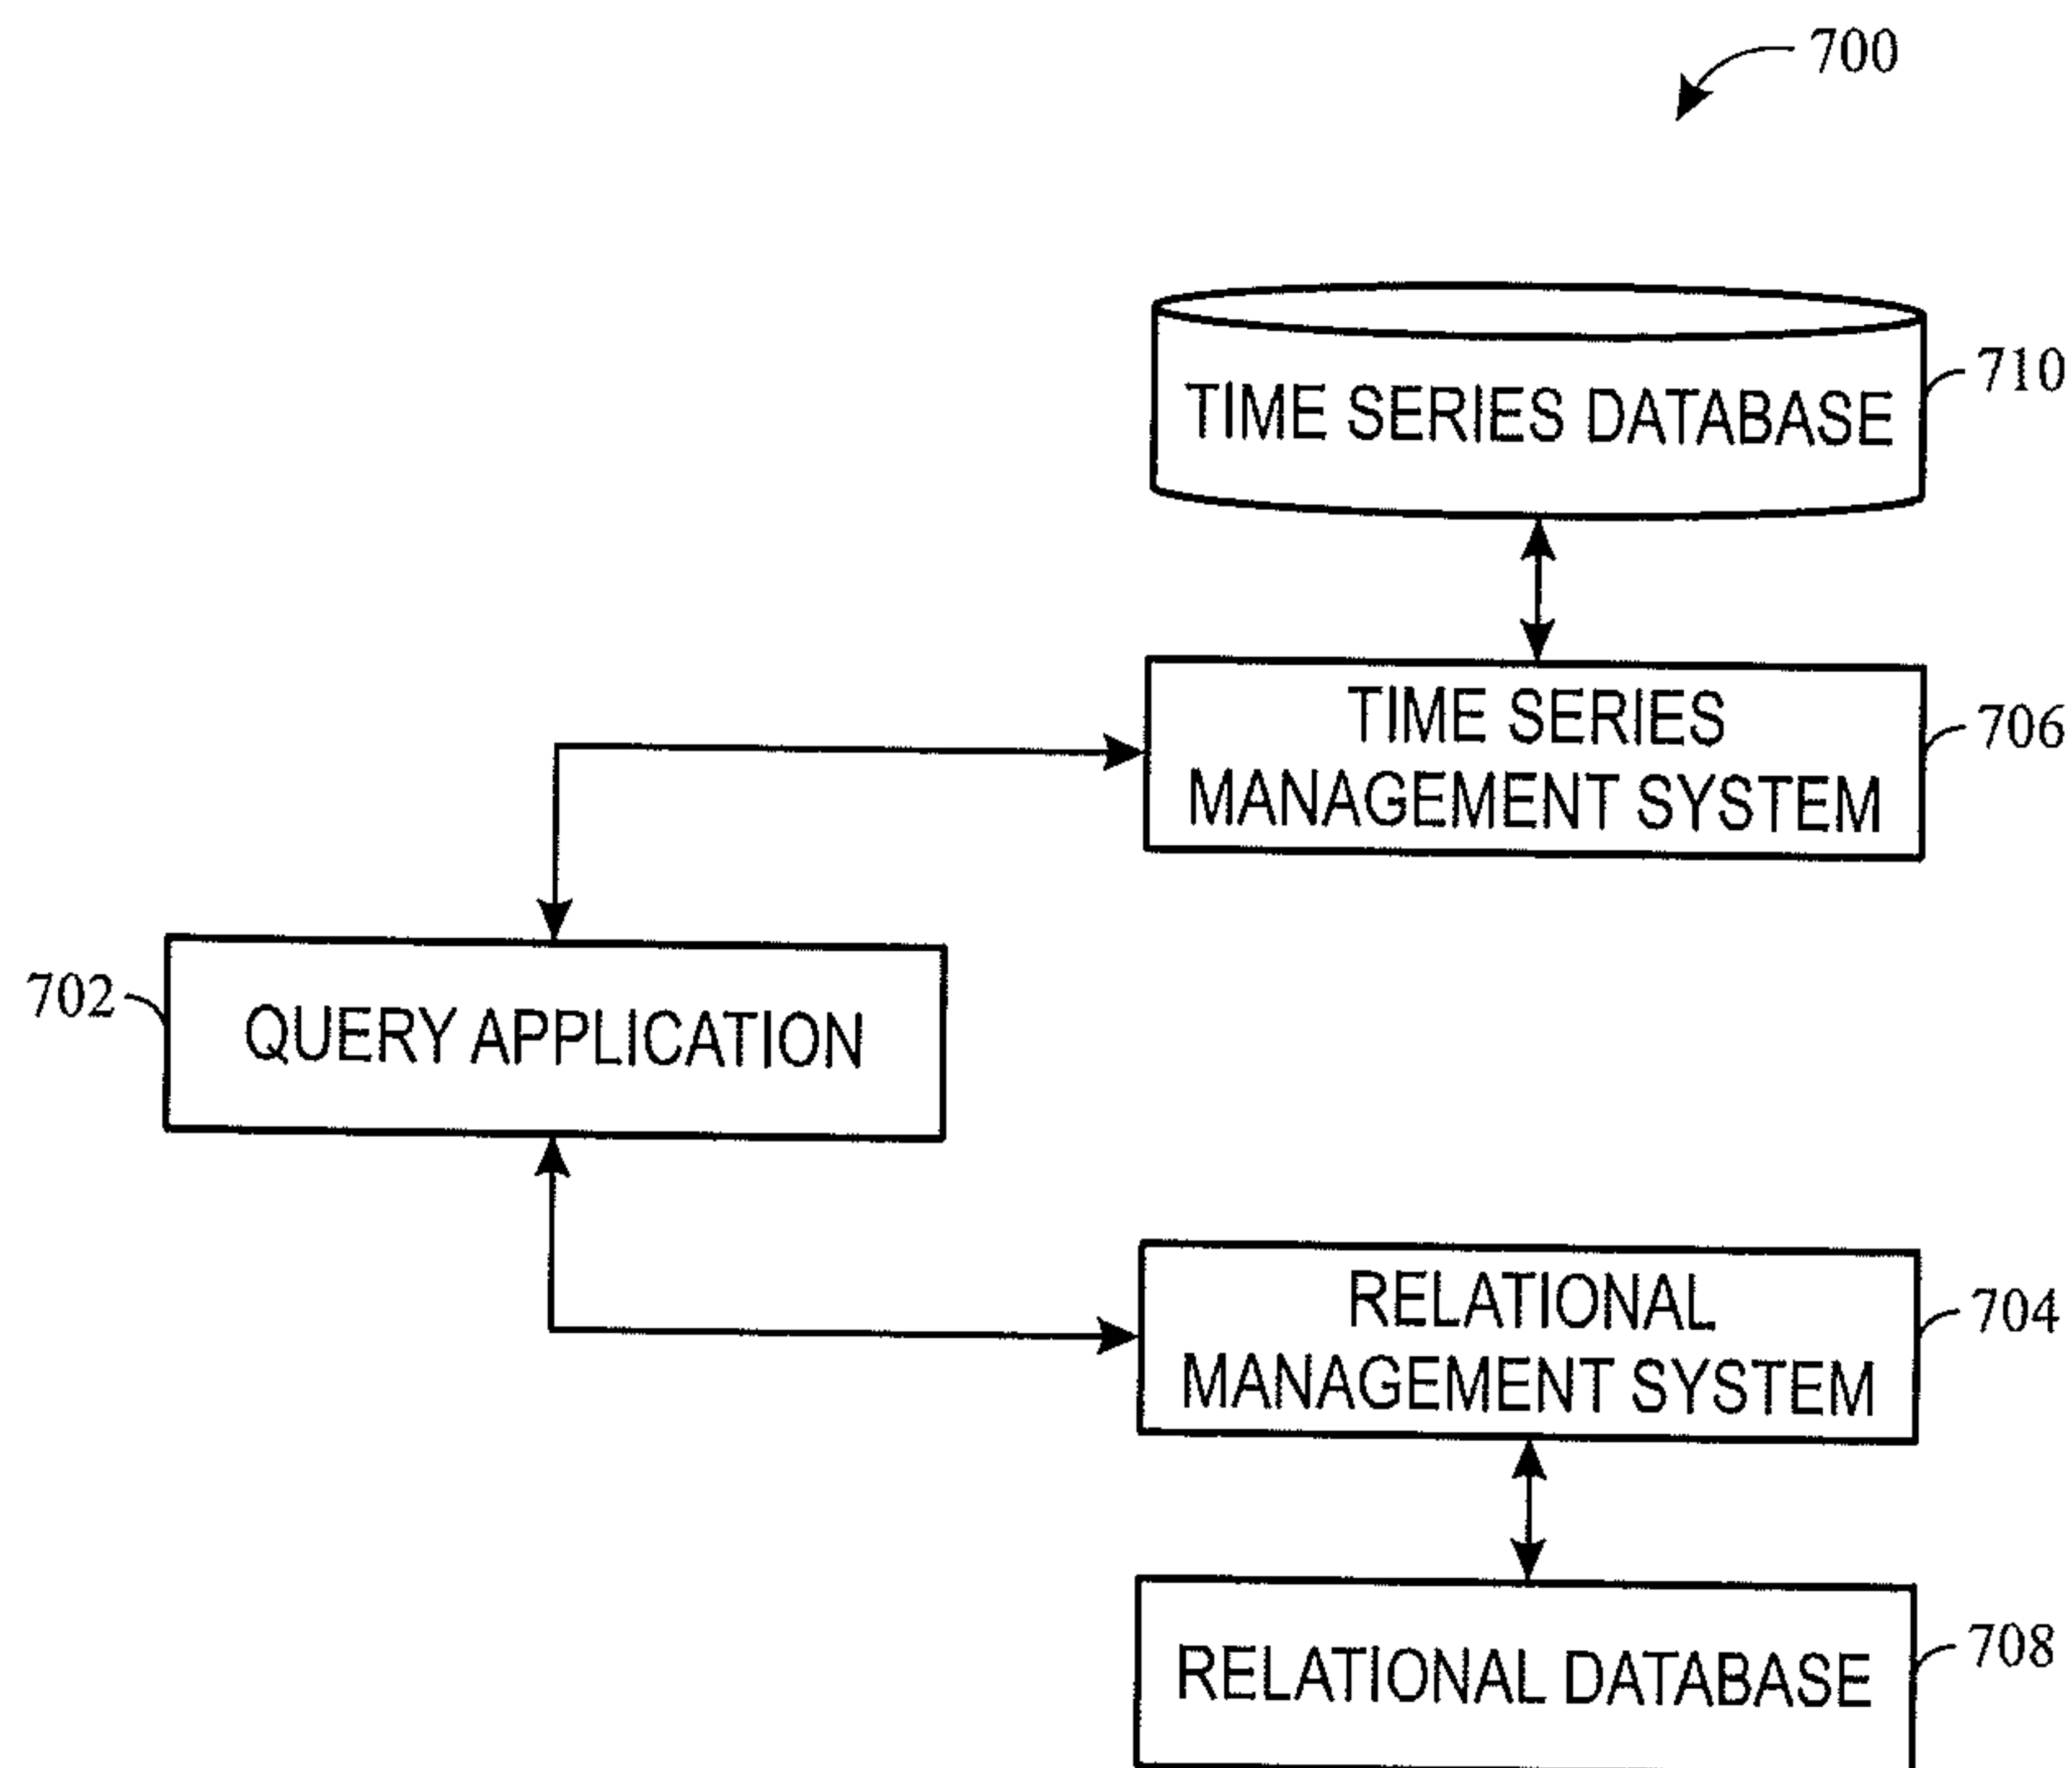 700
TIME SERIES DATABASE
710
TIME SERIES
MANAGEMENT SYSTEM
706
702
QUERY APPLICATION
RELATIONAL
MANAGEMENT SYSTEM
704
RELATIONAL DATABASE
708